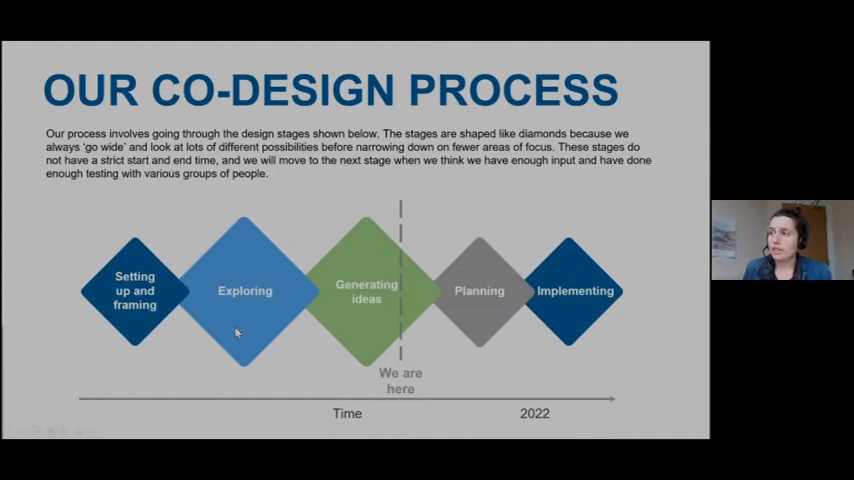 OUR CO-DESIGN PROCESS
Our process involves going through the design stages shown below. The stages are shaped like diamonds because we
always 'go wide' and look at lots of different possibilities before narrowing down on fewer areas of focus. These stages do
not have a strict start and end time, and we will move to the next stage when we think we have enough input and have done
enough testing with various groups of people.
Setting
up and
framing
Exploring
Generating
ideas
Planning
Implementing
We are
here
Time
2022